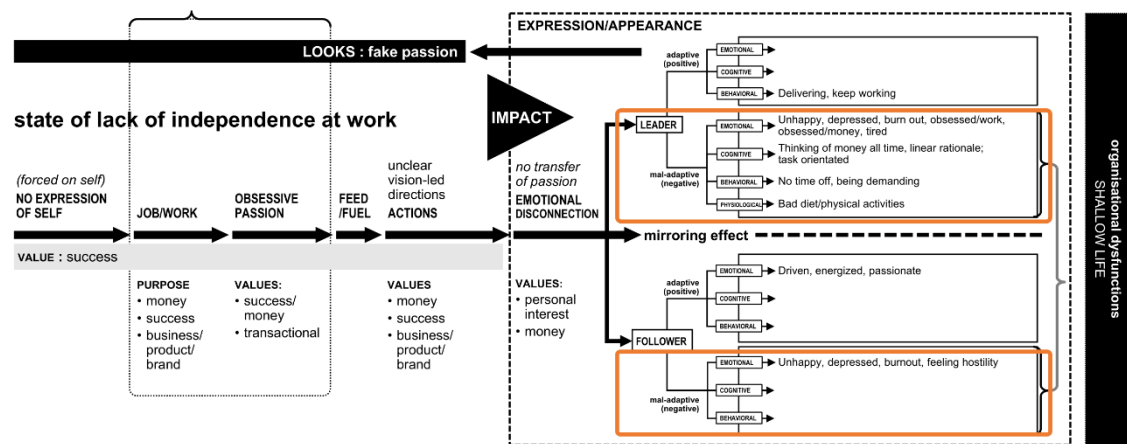 EXPRESSION/APPEARANCE
LOOKS : fake passion
state of lack of independence at work
IMPACT
(forced on self)
NO EXPRESSION
OF SELF
JOB/WORK
OBSESSIVE
PASSION
FEED
/FUEL
unclear
vision-led
directions
ACTIONS
no transfer
of passion
EMOTIONAL
DISCONNECTION
mirroring effect
VALUE : success
PURPOSE
• money
• success
• business/
product/
brand
VALUES:
• success/
money
• transactional
VALUES
• money
• success
• business/
product/
brand
VALUES:
• personal
interest
• money
LEADER
adaptive
(positive)
EMOTIONAL
COGNITIVE
BEHAVIORAL
Delivering, keep working
mal-adaptive
(negative)
EMOTIONAL
Unhappy, depressed, burn out, obsessed/work,
obsessed/money, tired
COGNITIVE
Thinking of money all time, linear rationale;
task orientated
BEHAVIORAL
No time off, being demanding
PHYSIOLOGICAL
Bad diet/physical activities
FOLLOWER
adaptive
(positive)
EMOTIONAL
Driven, energized, passionate
COGNITIVE
BEHAVIORAL
mal-adaptive
(negative)
EMOTIONAL
Unhappy, depressed, burnout, feeling hostility
COGNITIVE
BEHAVIORAL
organisational dysfunctions
SHALLOW LIFE